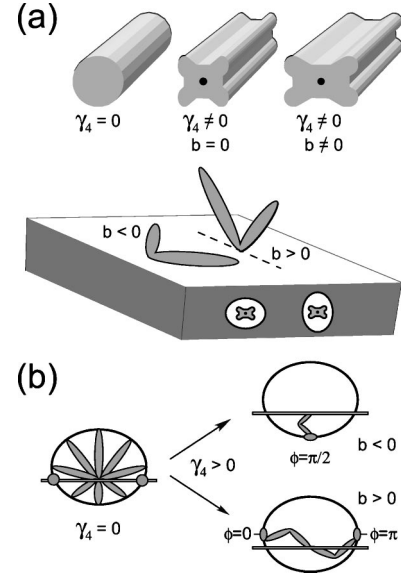 (a)
γ₄ = 0 γ₄ ≠ 0 γ₄ ≠ 0
b = 0 b ≠ 0
b < 0
b > 0
(b)
γ₄ = 0
γ₄ > 0
ϕ=π/2
b < 0
b > 0
ϕ=0
ϕ=π